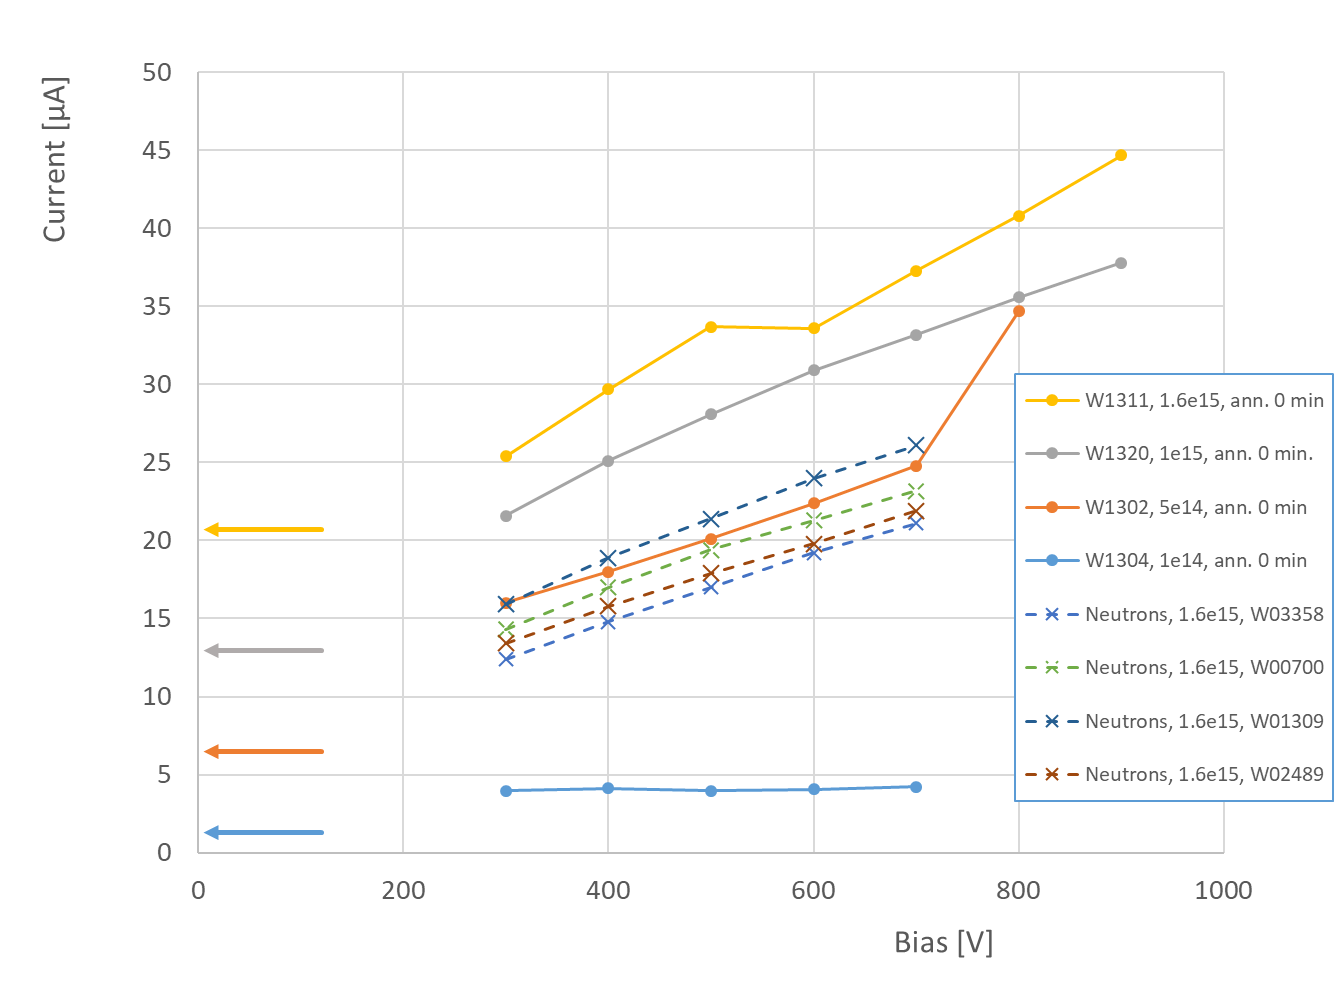 Current [µA]
50
45
40
35
30
25
20
15
10
5
0
0 200 400 600 800 1000
Bias [V]
W1311, 1.6e15, ann. 0 min
W1320, 1e15, ann. 0 min.
W1302, 5e14, ann. 0 min
W1304, 1e14, ann. 0 min
Neutrons, 1.6e15, W03358
Neutrons, 1.6e15, W00700
Neutrons, 1.6e15, W01309
Neutrons, 1.6e15, W02489